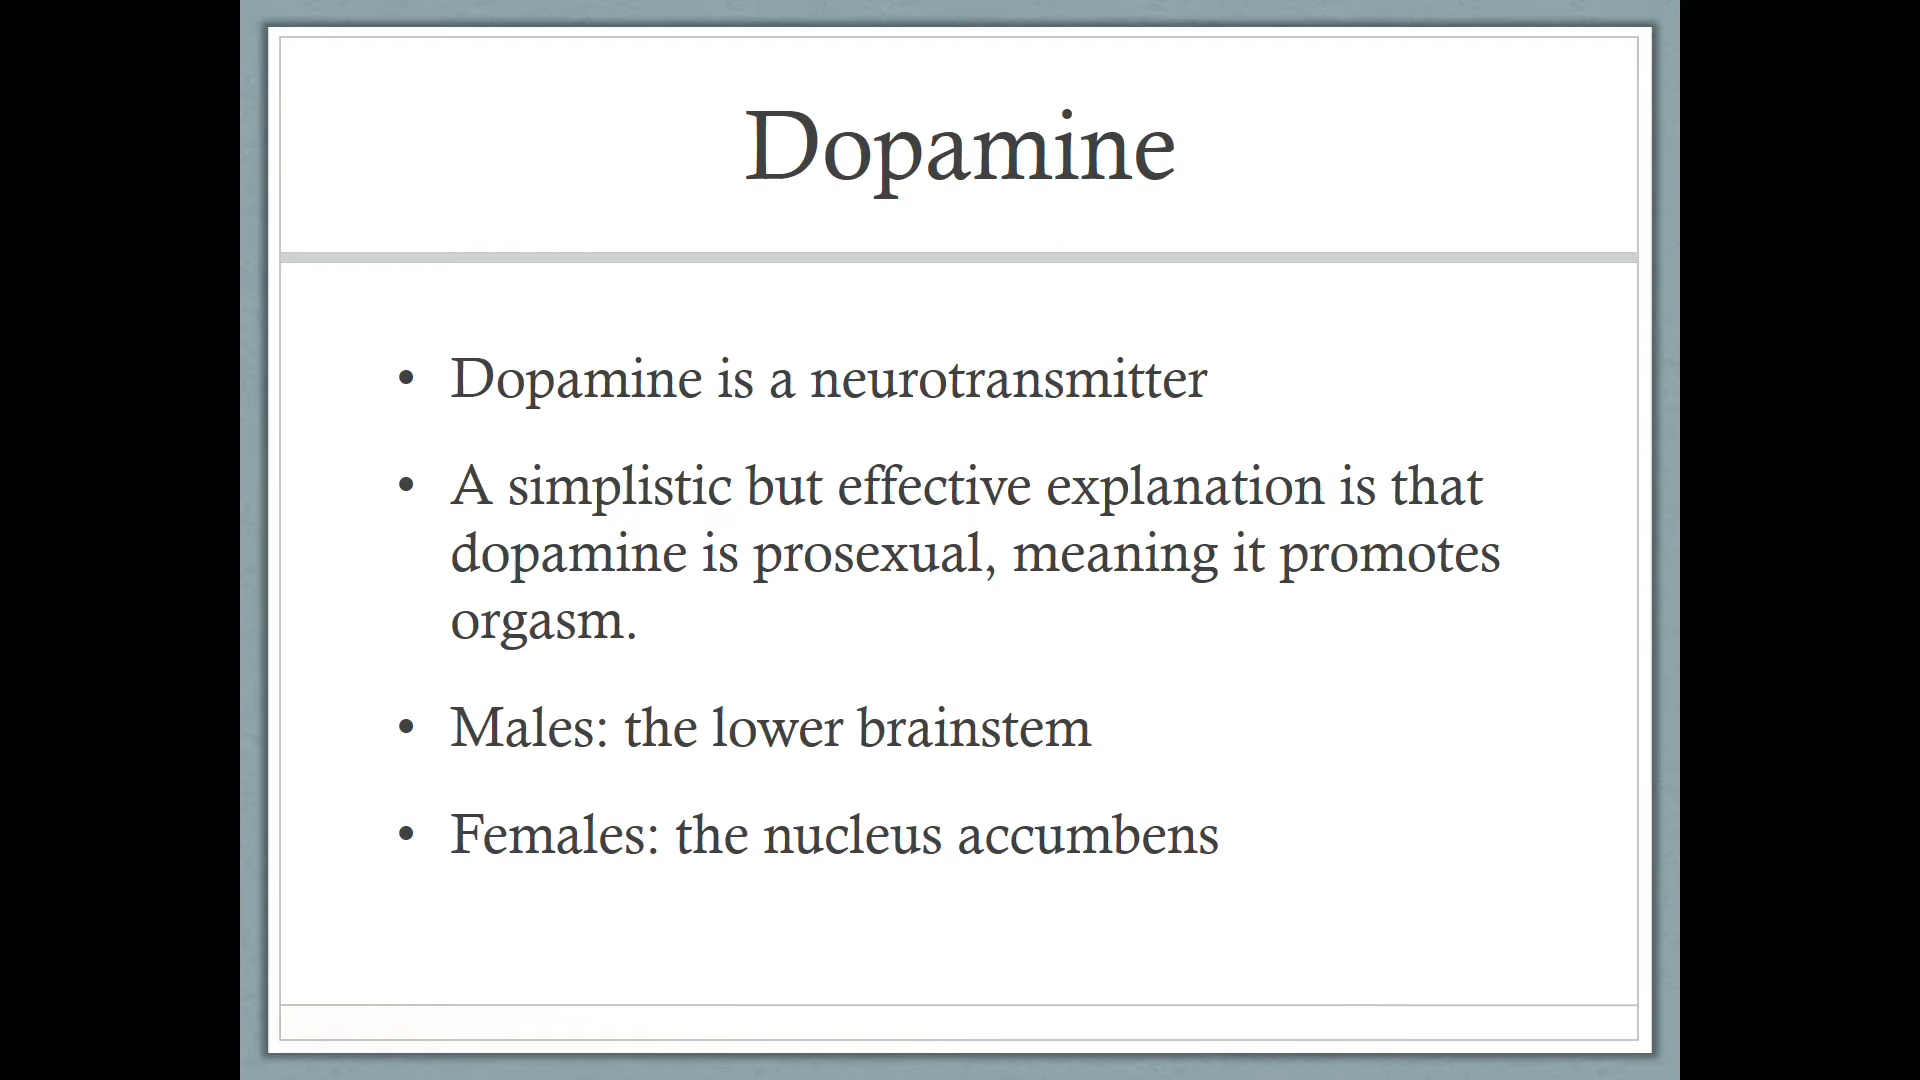 Dopamine
• Dopamine is a neurotransmitter
• A simplistic but effective explanation is that
dopamine is prosexual, meaning it promotes
orgasm.
• Males: the lower brainstem
• Females: the nucleus accumbens